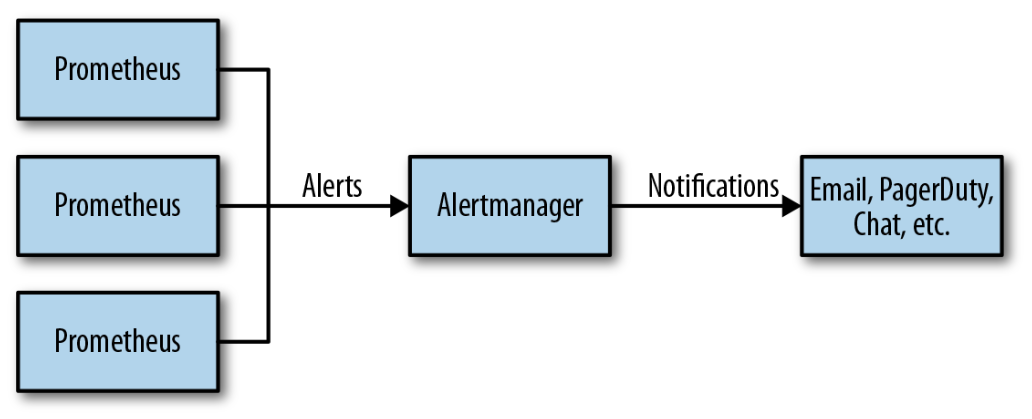 Prometheus
Prometheus
Prometheus
Alerts
Alertmanager
Notifications
Email, PagerDuty,
Chat, etc.